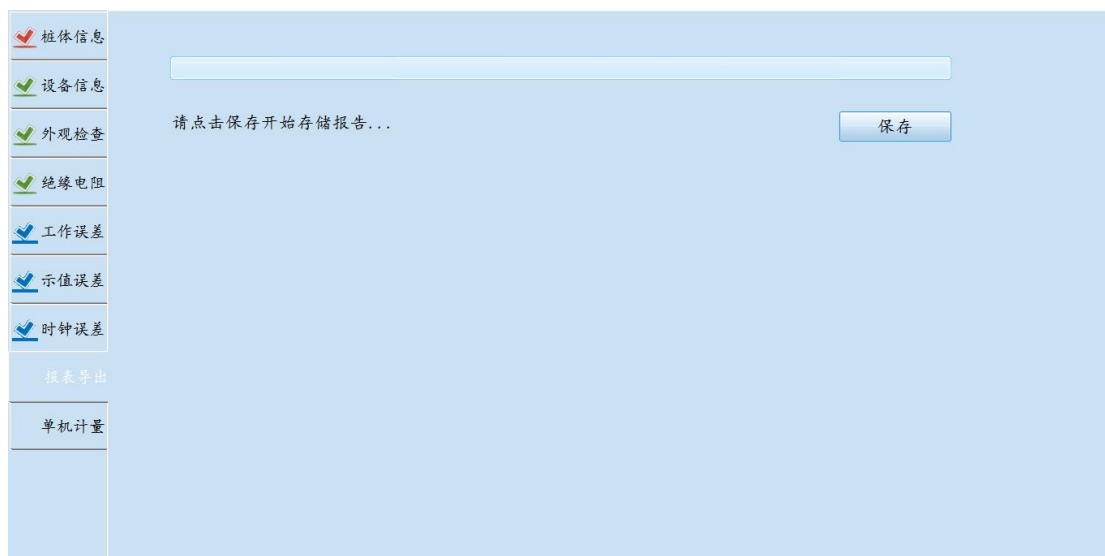 桩体信息
设备信息
外观检查
绝缘电阻
工作误差
示值误差
时钟误差
报表导出
单机计量
请点击保存开始存储报告...
保存